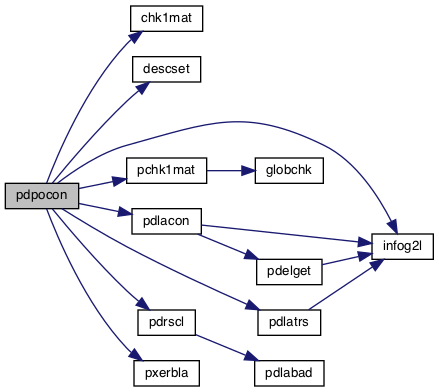 chk1mat
descset
pchk1mat
globchk
pdpocon
pdlacon
infog2l
pdelget
pdrscl
pdlatrs
pxerbla
pdlabad